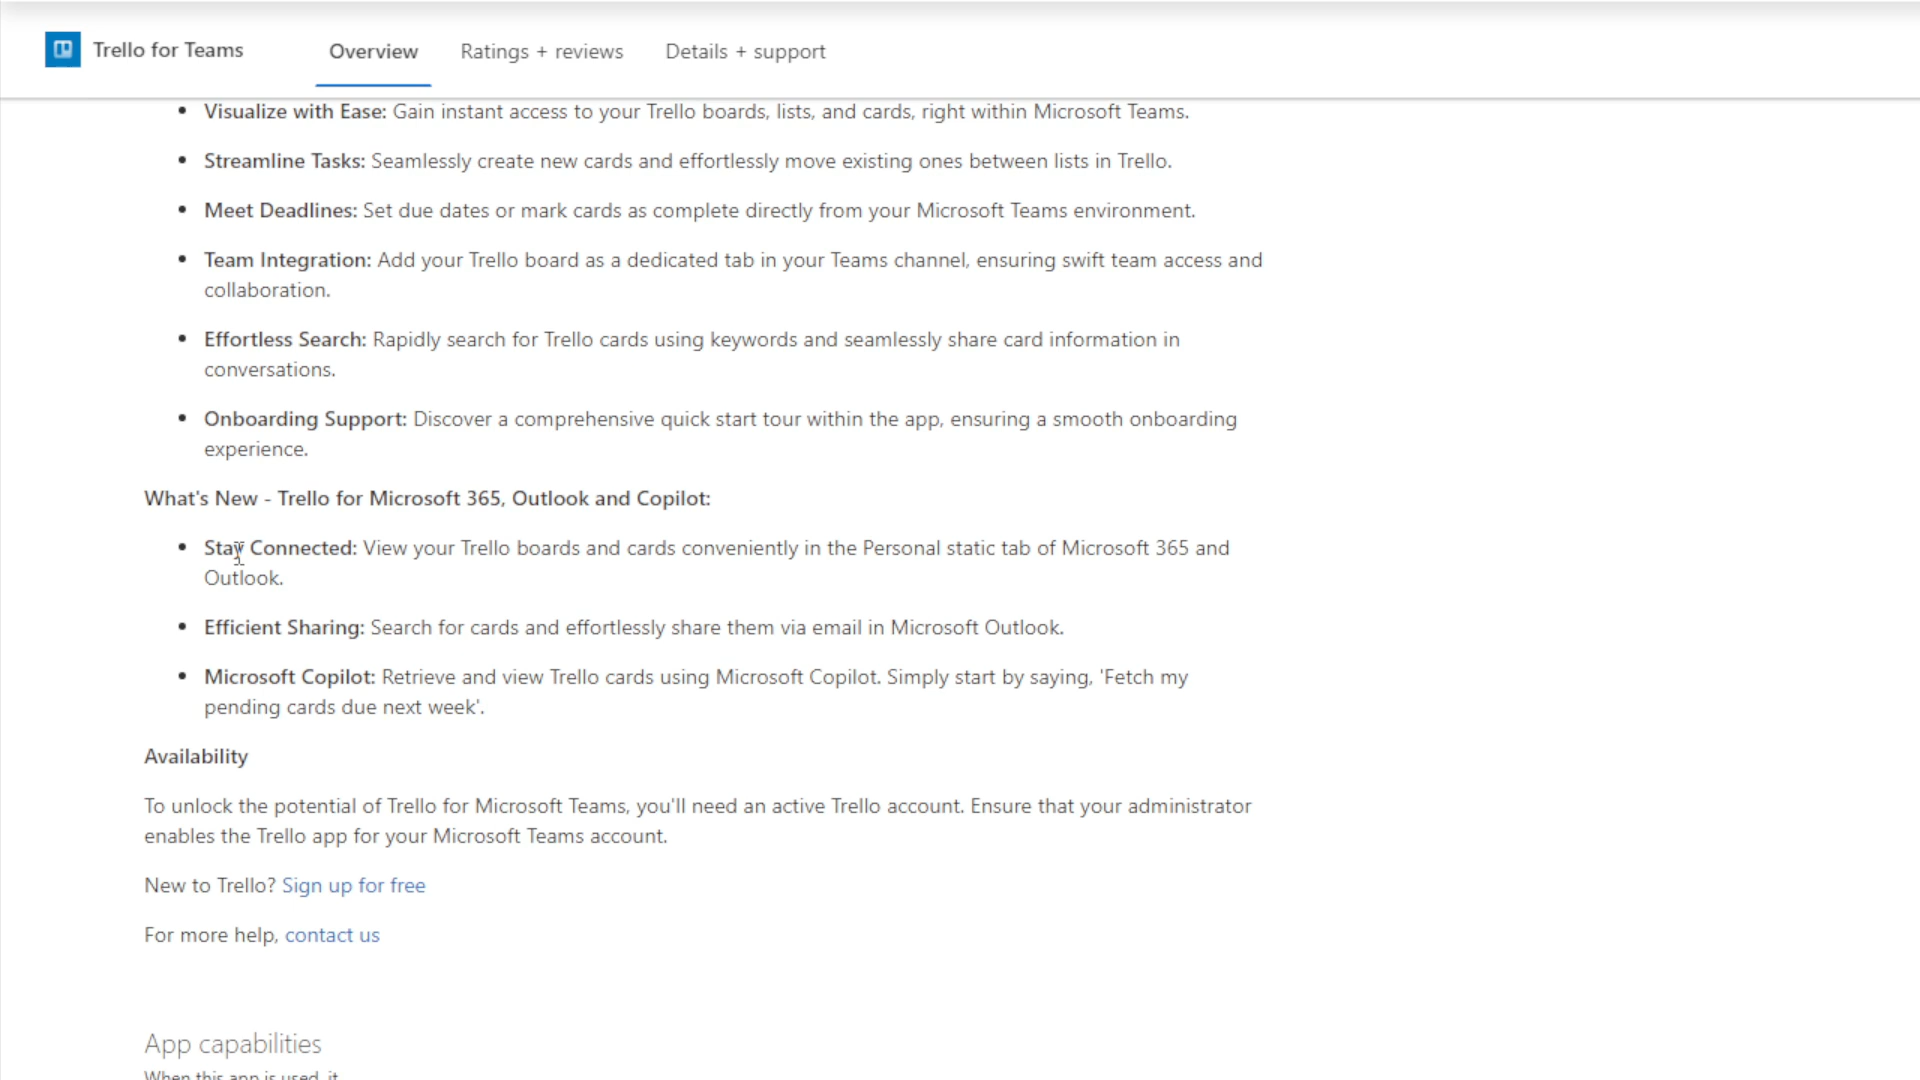 Trello for Teams
Overview
Ratings + reviews
Details + support
• Visualize with Ease: Gain instant access to your Trello boards, lists, and cards, right within Microsoft Teams.
• Streamline Tasks: Seamlessly create new cards and effortlessly move existing ones between lists in Trello.
• Meet Deadlines: Set due dates or mark cards as complete directly from your Microsoft Teams environment.
• Team Integration: Add your Trello board as a dedicated tab in your Teams channel, ensuring swift team access and
collaboration.
• Effortless Search: Rapidly search for Trello cards using keywords and seamlessly share card information in
conversations.
• Onboarding Support: Discover a comprehensive quick start tour within the app, ensuring a smooth onboarding
experience.
What's New - Trello for Microsoft 365, Outlook and Copilot:
• Stay Connected: View your Trello boards and cards conveniently in the Personal static tab of Microsoft 365 and
Outlook.
• Efficient Sharing: Search for cards and effortlessly share them via email in Microsoft Outlook.
• Microsoft Copilot: Retrieve and view Trello cards using Microsoft Copilot. Simply start by saying, 'Fetch my
pending cards due next week'.
Availability
To unlock the potential of Trello for Microsoft Teams, you'll need an active Trello account. Ensure that your administrator
enables the Trello app for your Microsoft Teams account.
New to Trello? Sign up for free
For more help, contact us
App capabilities
When this app is used, it